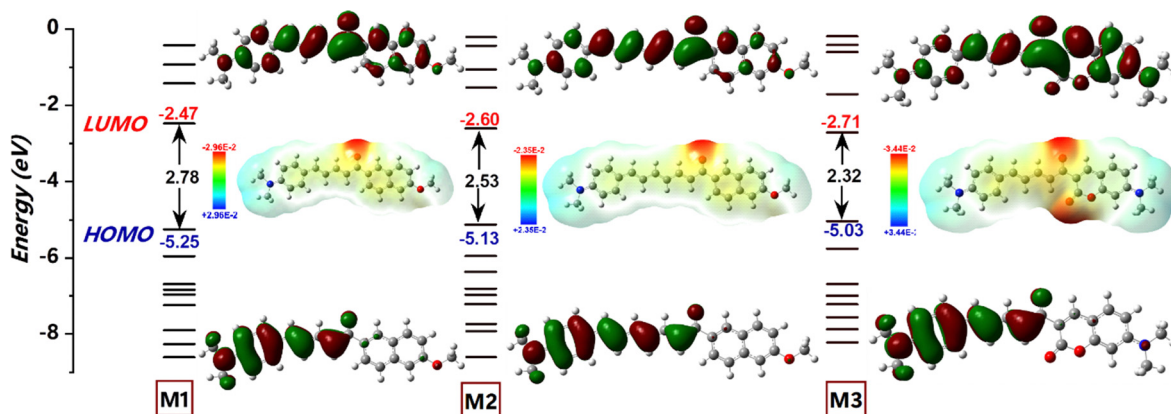 Energy (eV)
0
-2
-4
-6
-8
LUMO
HOMO
-2.47
2.78
-5.25
-2.96E-2
+2.96E-2
M1
-2.60
2.53
-5.13
-2.35E-2
+2.35E-2
M2
-2.71
2.32
-5.03
-3.44E-2
M3